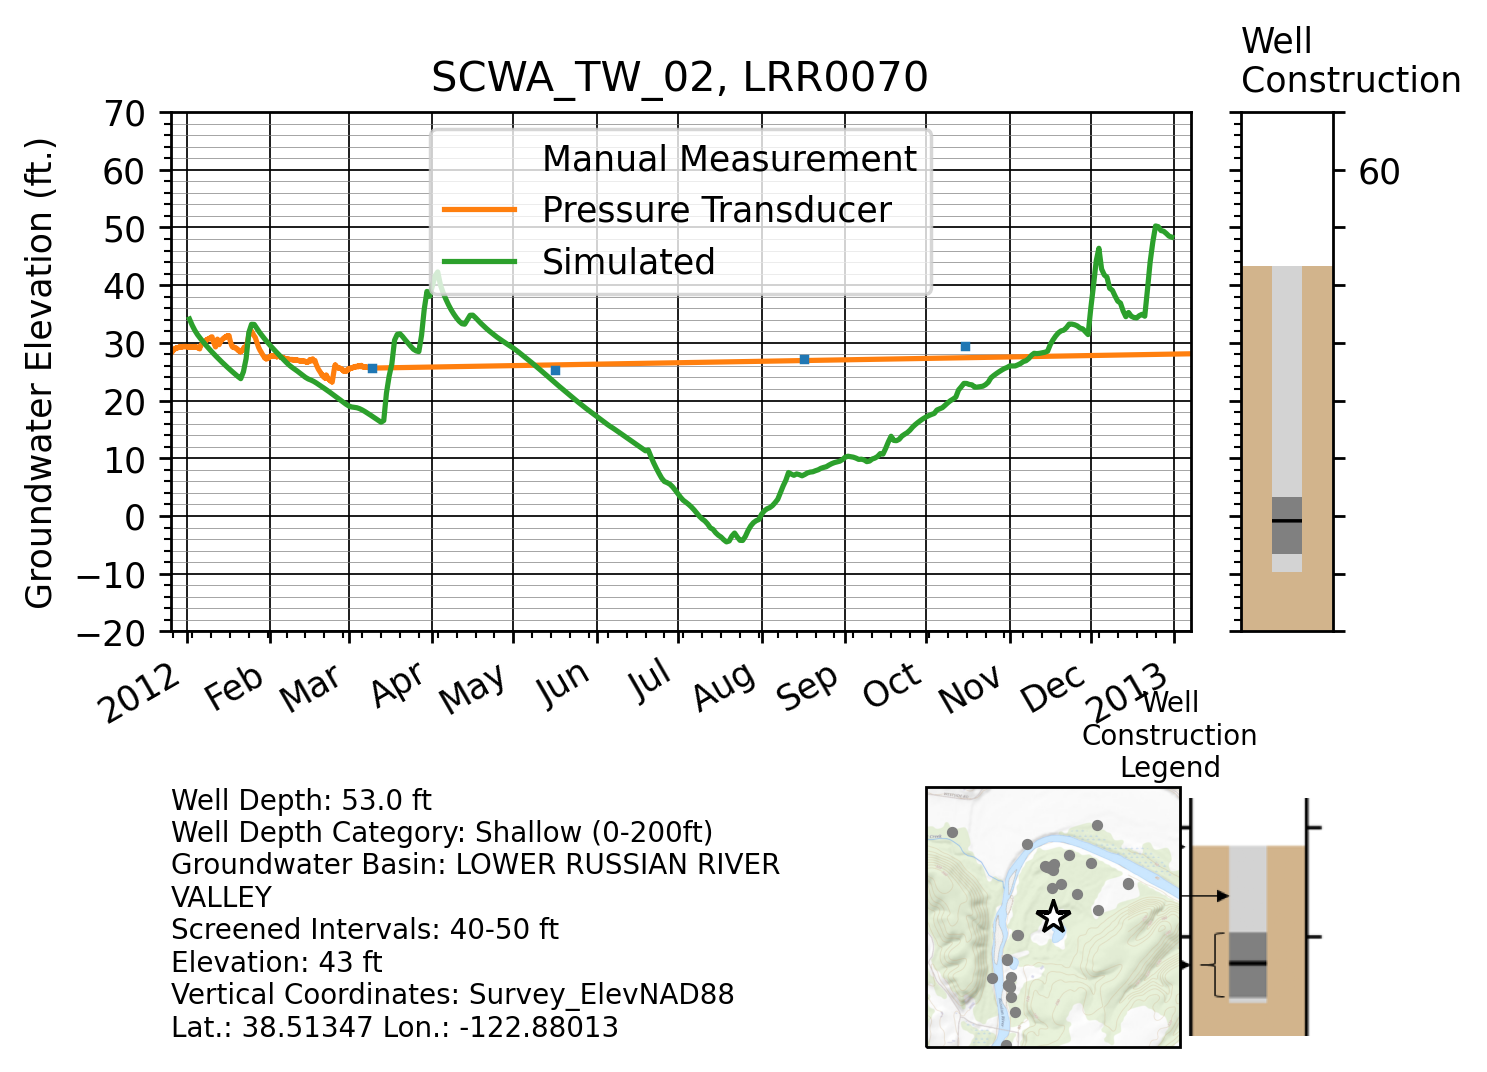 Well
Construction
SCWA_TW_02, LRR0070
Groundwater Elevation (ft.)
70
60
50
40
30
20
10
0
−10
−20
Manual Measurement
Pressure Transducer
Simulated
60
2012
Feb
Mar
Apr
May
Jun
Jul
Aug
Sep
Oct
Nov
Dec
2013
Well
Construction
Legend
Well Depth: 53.0 ft
Well Depth Category: Shallow (0-200ft)
Groundwater Basin: LOWER RUSSIAN RIVER
VALLEY
Screened Intervals: 40-50 ft
Elevation: 43 ft
Vertical Coordinates: Survey_ElevNAD88
Lat.: 38.51347 Lon.: -122.88013